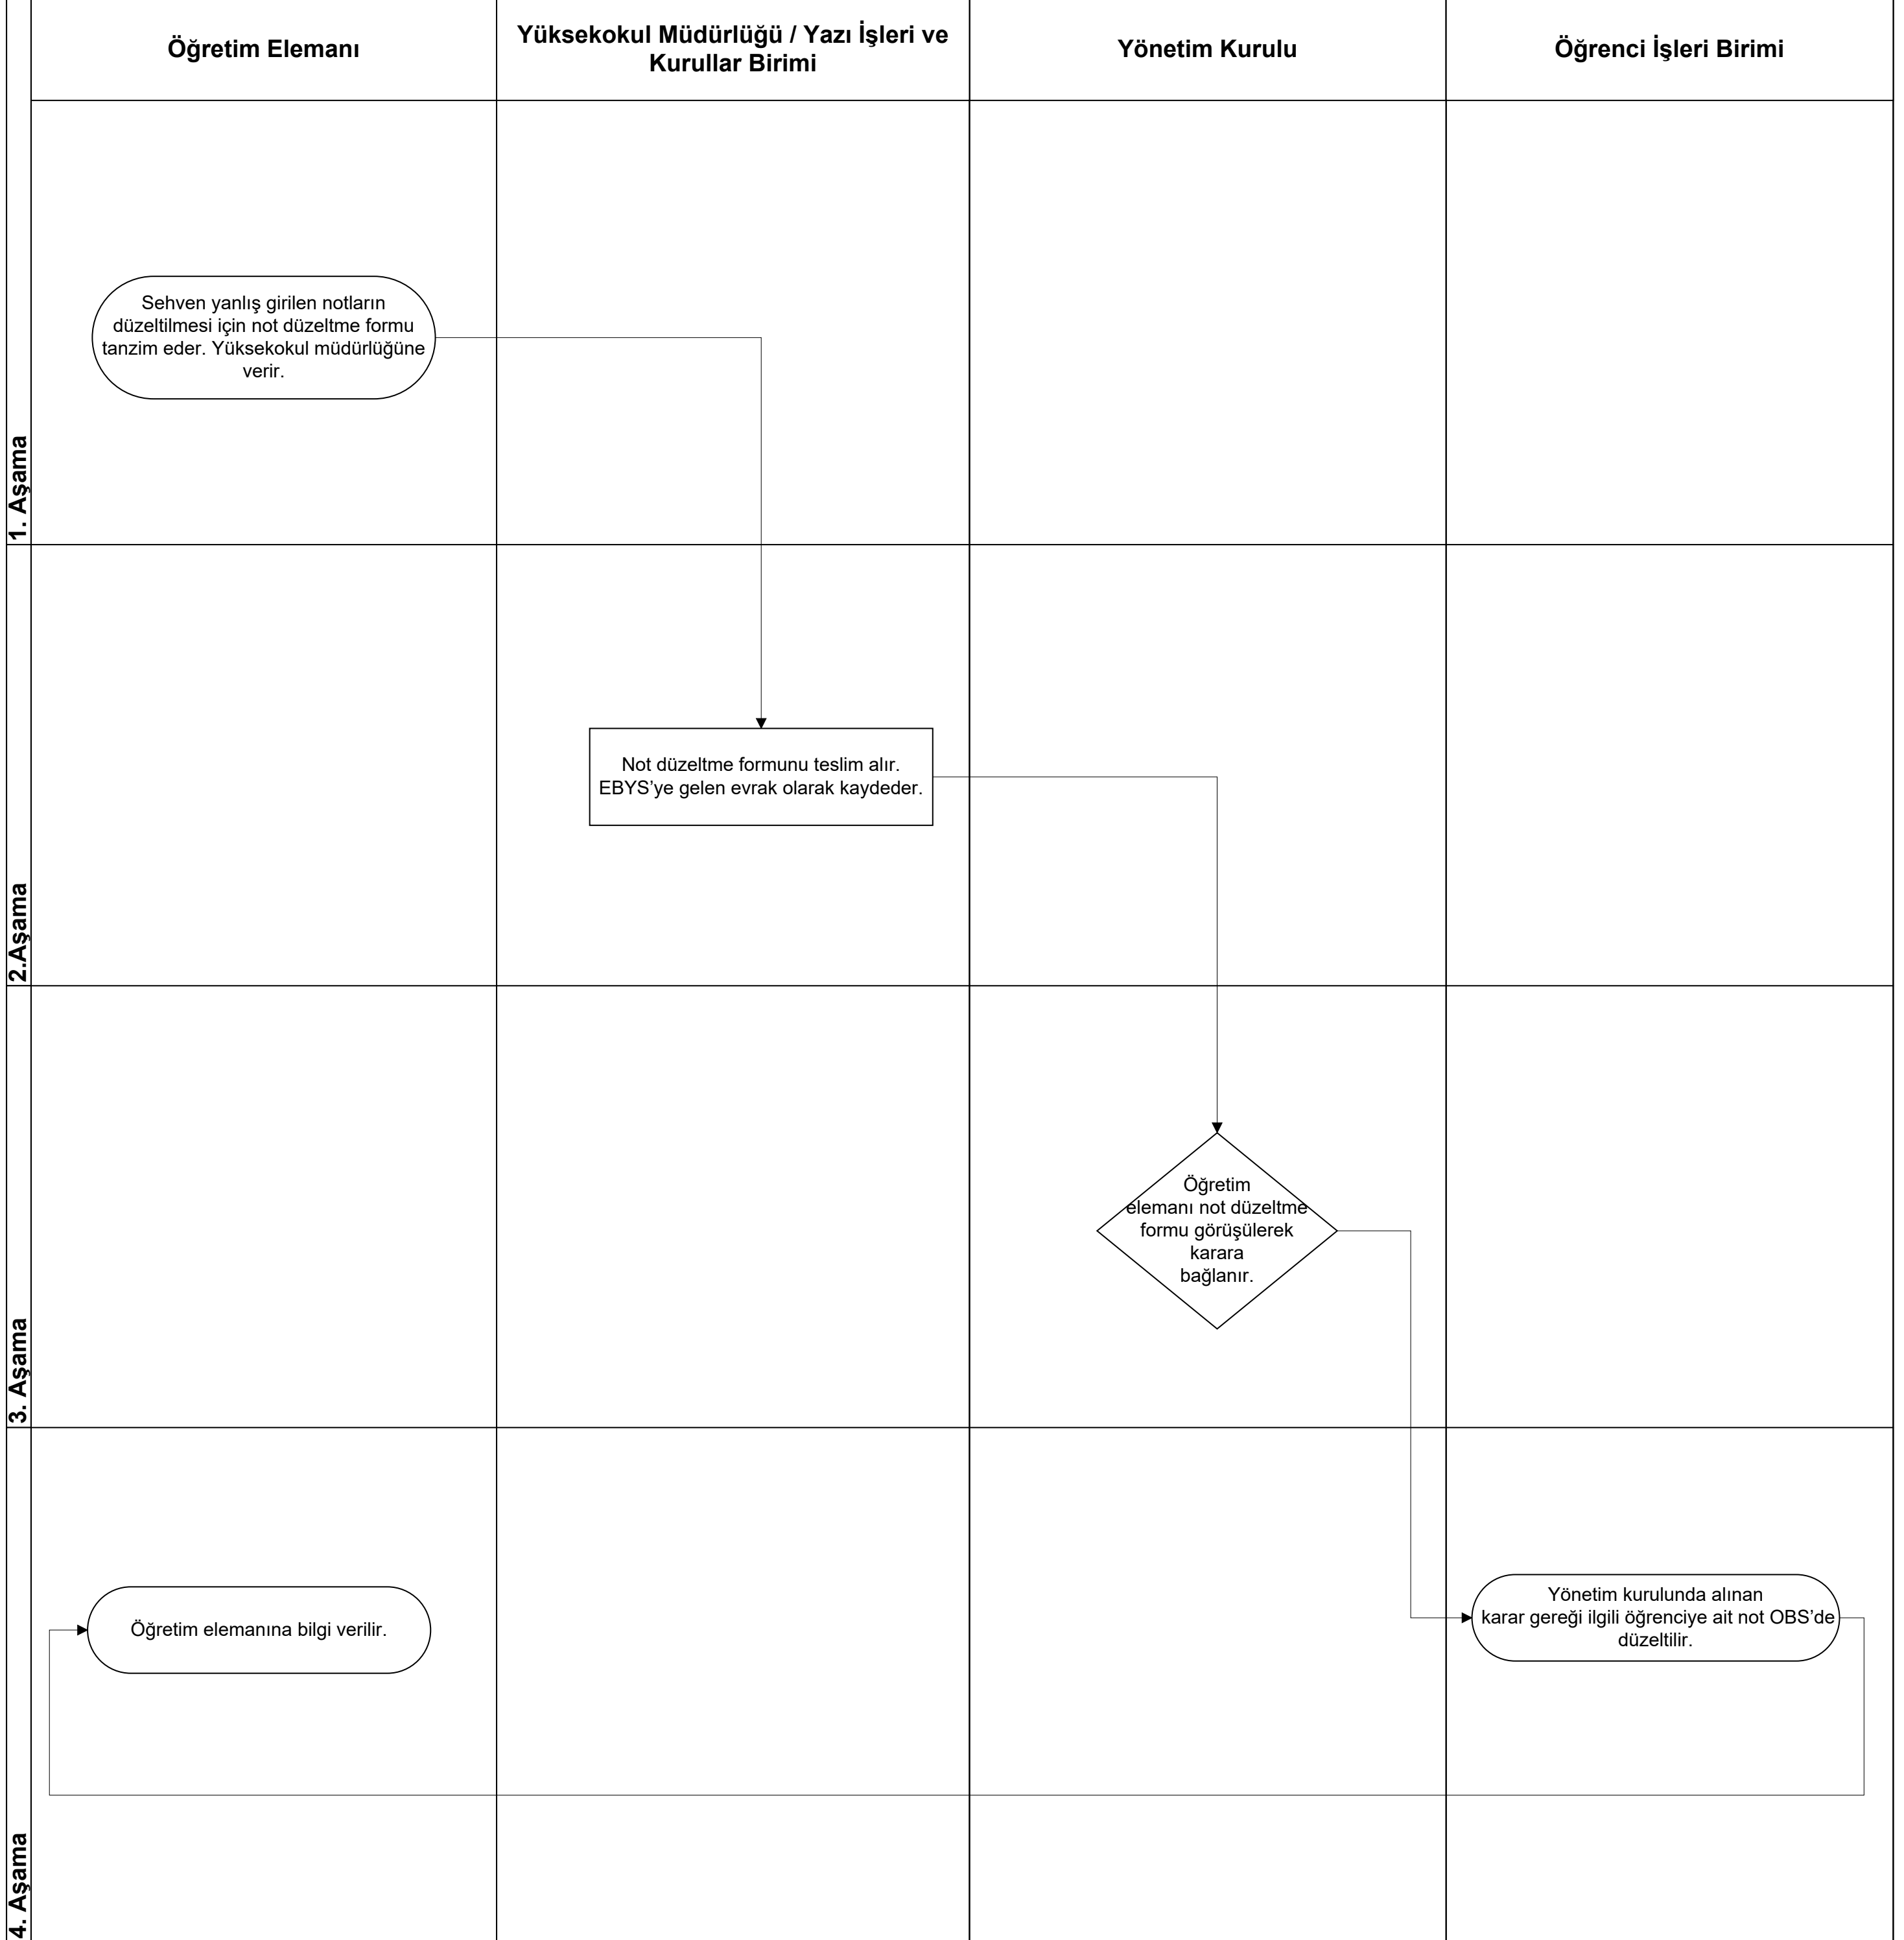 Öğretim Elemanı
Yüksekokul Müdürlüğü / Yazı İşleri ve
Kurullar Birimi
Yönetim Kurulu
Öğrenci İşleri Birimi
1. Aşama
Sehven yanlış girilen notların
düzeltilmesi için not düzeltme formu
tanzim eder. Yüksekokul müdürlüğüne
verir.
2.Aşama
Not düzeltme formunu teslim alır.
EBYS’ye gelen evrak olarak kaydeder.
3. Aşama
Öğretim
elemanı not düzeltme
formu görüşülerek
karara
bağlanır.
4. Aşama
Öğretim elemanına bilgi verilir.
Yönetim kurulunda alınan
karar gereği ilgili öğrenciye ait not OBS’de
düzeltilir.